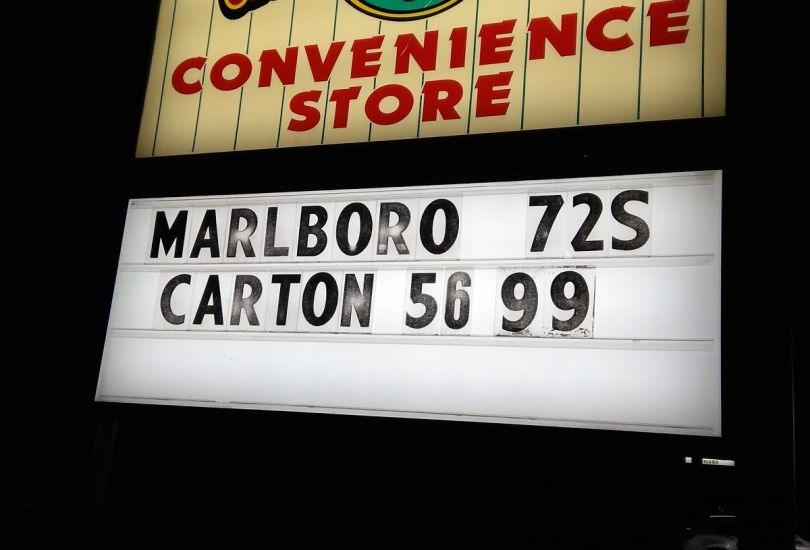 CONVENIENCE
STORE
MARLBORO 72S
CARTON 56 99